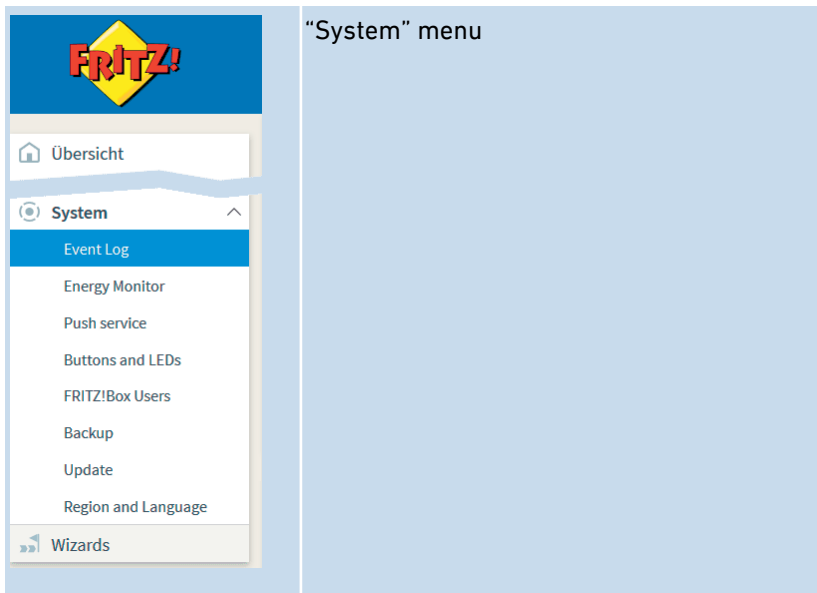 FRITZ!
“System” menu
Übersicht
System
Event Log
Energy Monitor
Push service
Buttons and LEDs
FRITZ!Box Users
Backup
Update
Region and Language
Wizards